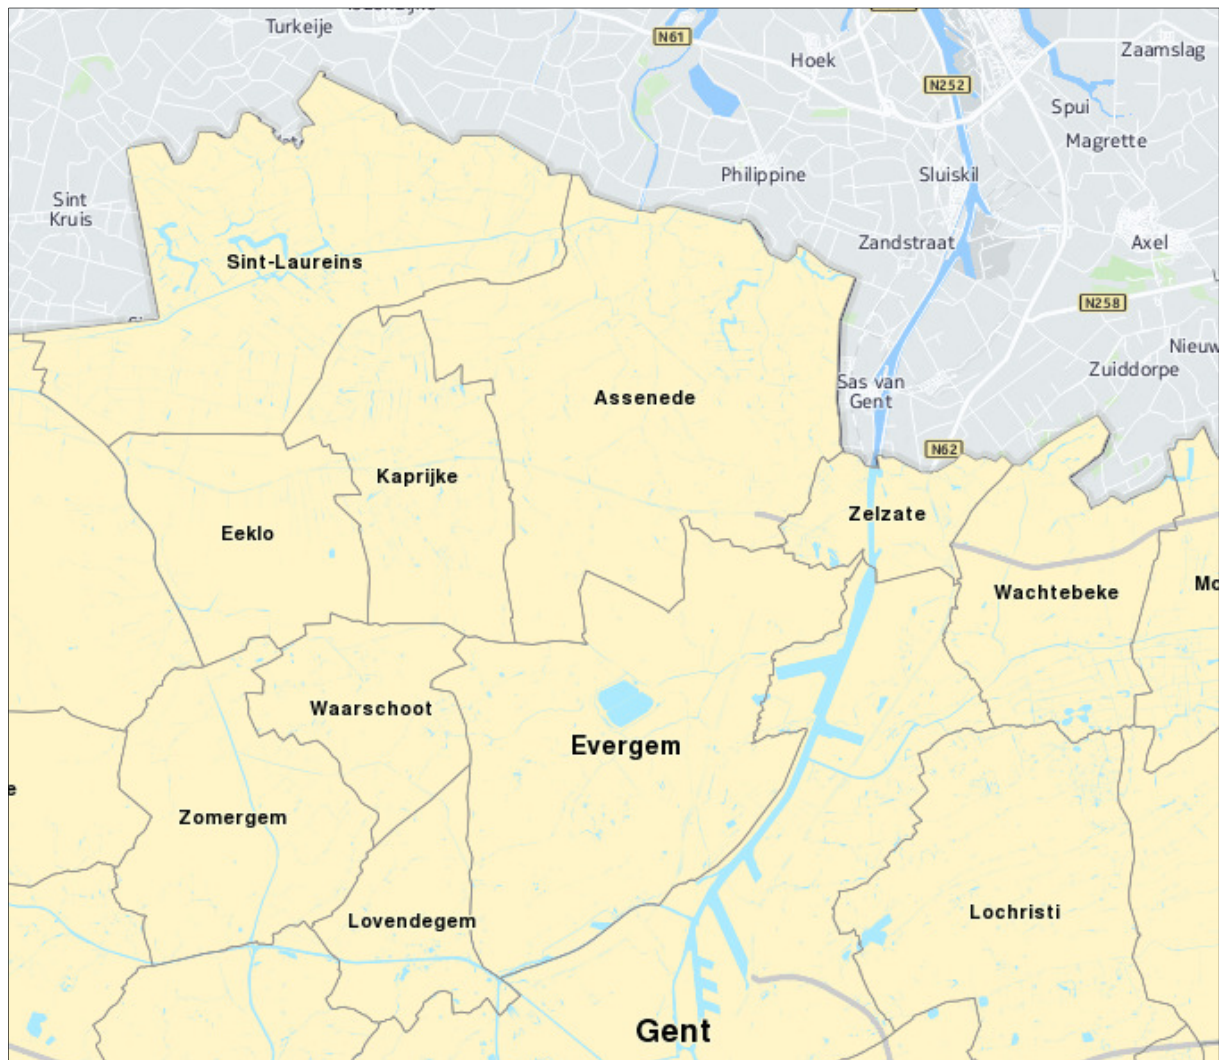 Turkeije
N61
Hoek
Zaamslag
N252
Spui
Magrette
Philippine
Sluiskil
Sint
Kruis
Zandstraat
Axel
Sint-Laureins
N258
Nieuw
Zuiddorpe
Sas van
Gent
Assenede
N62
Kaprijke
Zelzate
Eeklo
Wachtebeke
Mo
Waarschoot
Evergem
e
Zomergem
Lochristi
Lovendegem
Gent